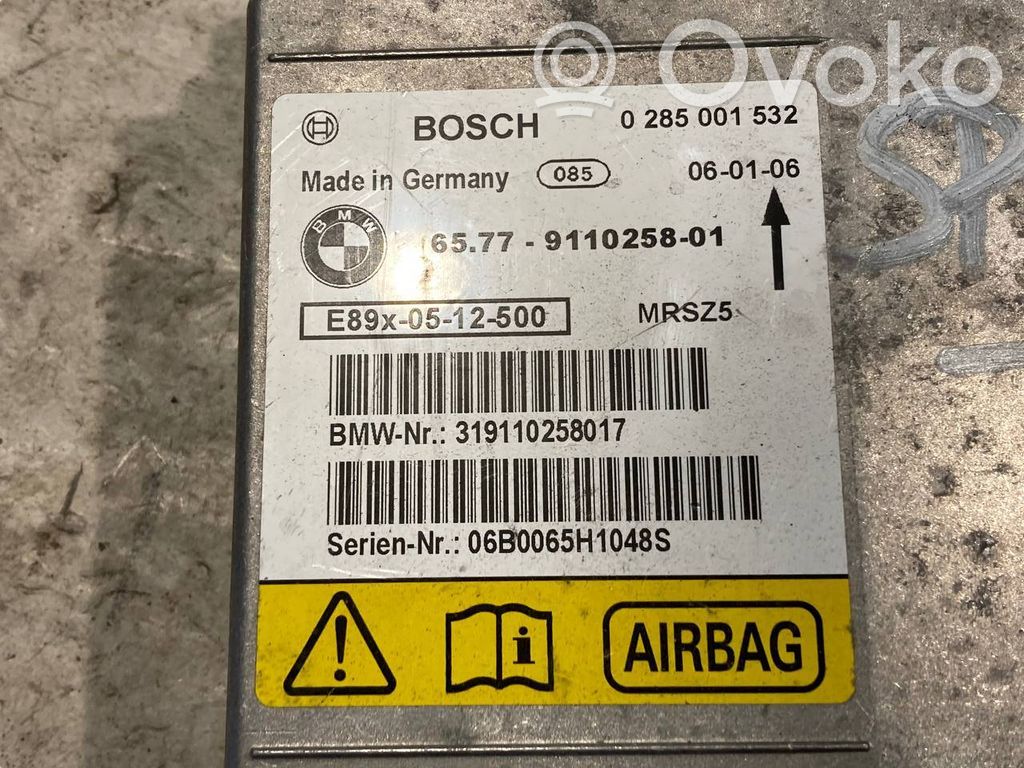 Ovoko
BOSCH 0 285 001 532
Made in Germany 085 06-01-06
BMW 65.77 - 9110258-01
E89x-05-12-500 MRSZ5
BMW-Nr.: 319110258017
Serien-Nr.: 06B0065H1048S
i AIRBAG